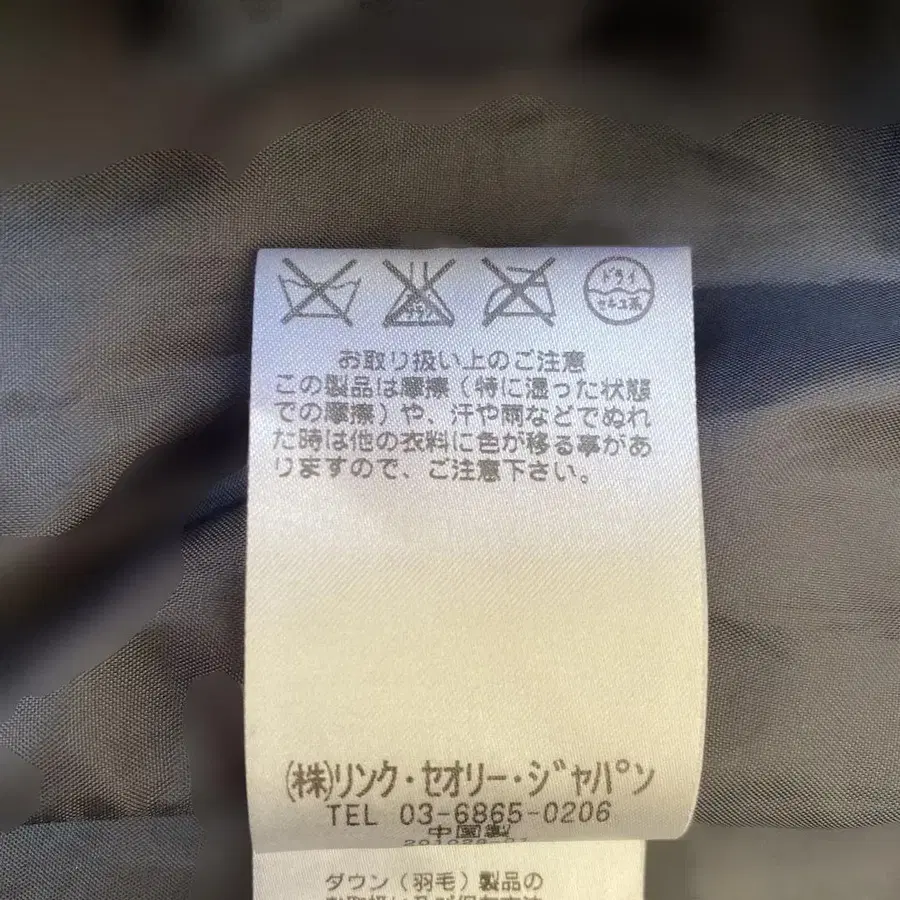 ドライ
セキユ系
お取り扱い上のご注意
この製品は摩擦（特に湿った状態
での摩擦）や、汗や雨などでぬれ
た時は他の衣料に色が移る事があ
りますので、ご注意下さい。
㈱リンク・セオリー・ジャパン
TEL 03-6865-0206
中国製
ダウン（羽毛）製品の